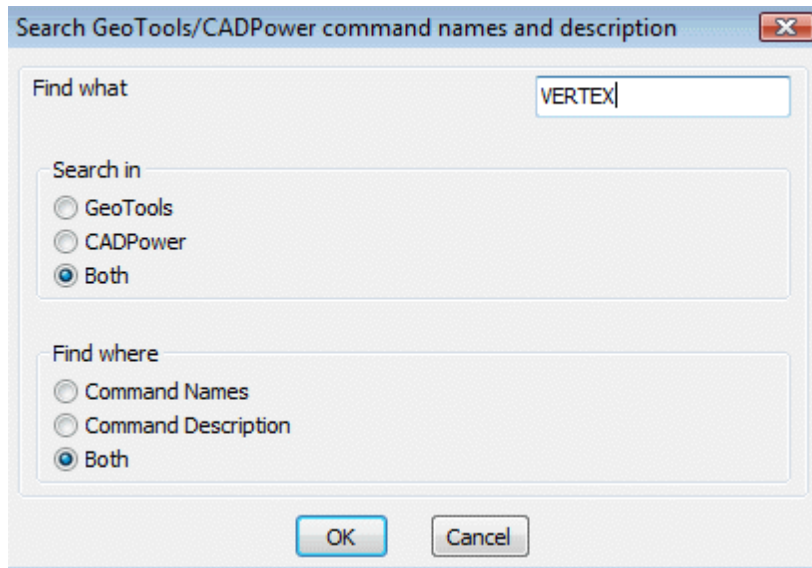 Search GeoTools/CADPower command names and description
Find what
VERTEX
Search in
GeoTools
CADPower
Both
Find where
Command Names
Command Description
Both
OK Cancel